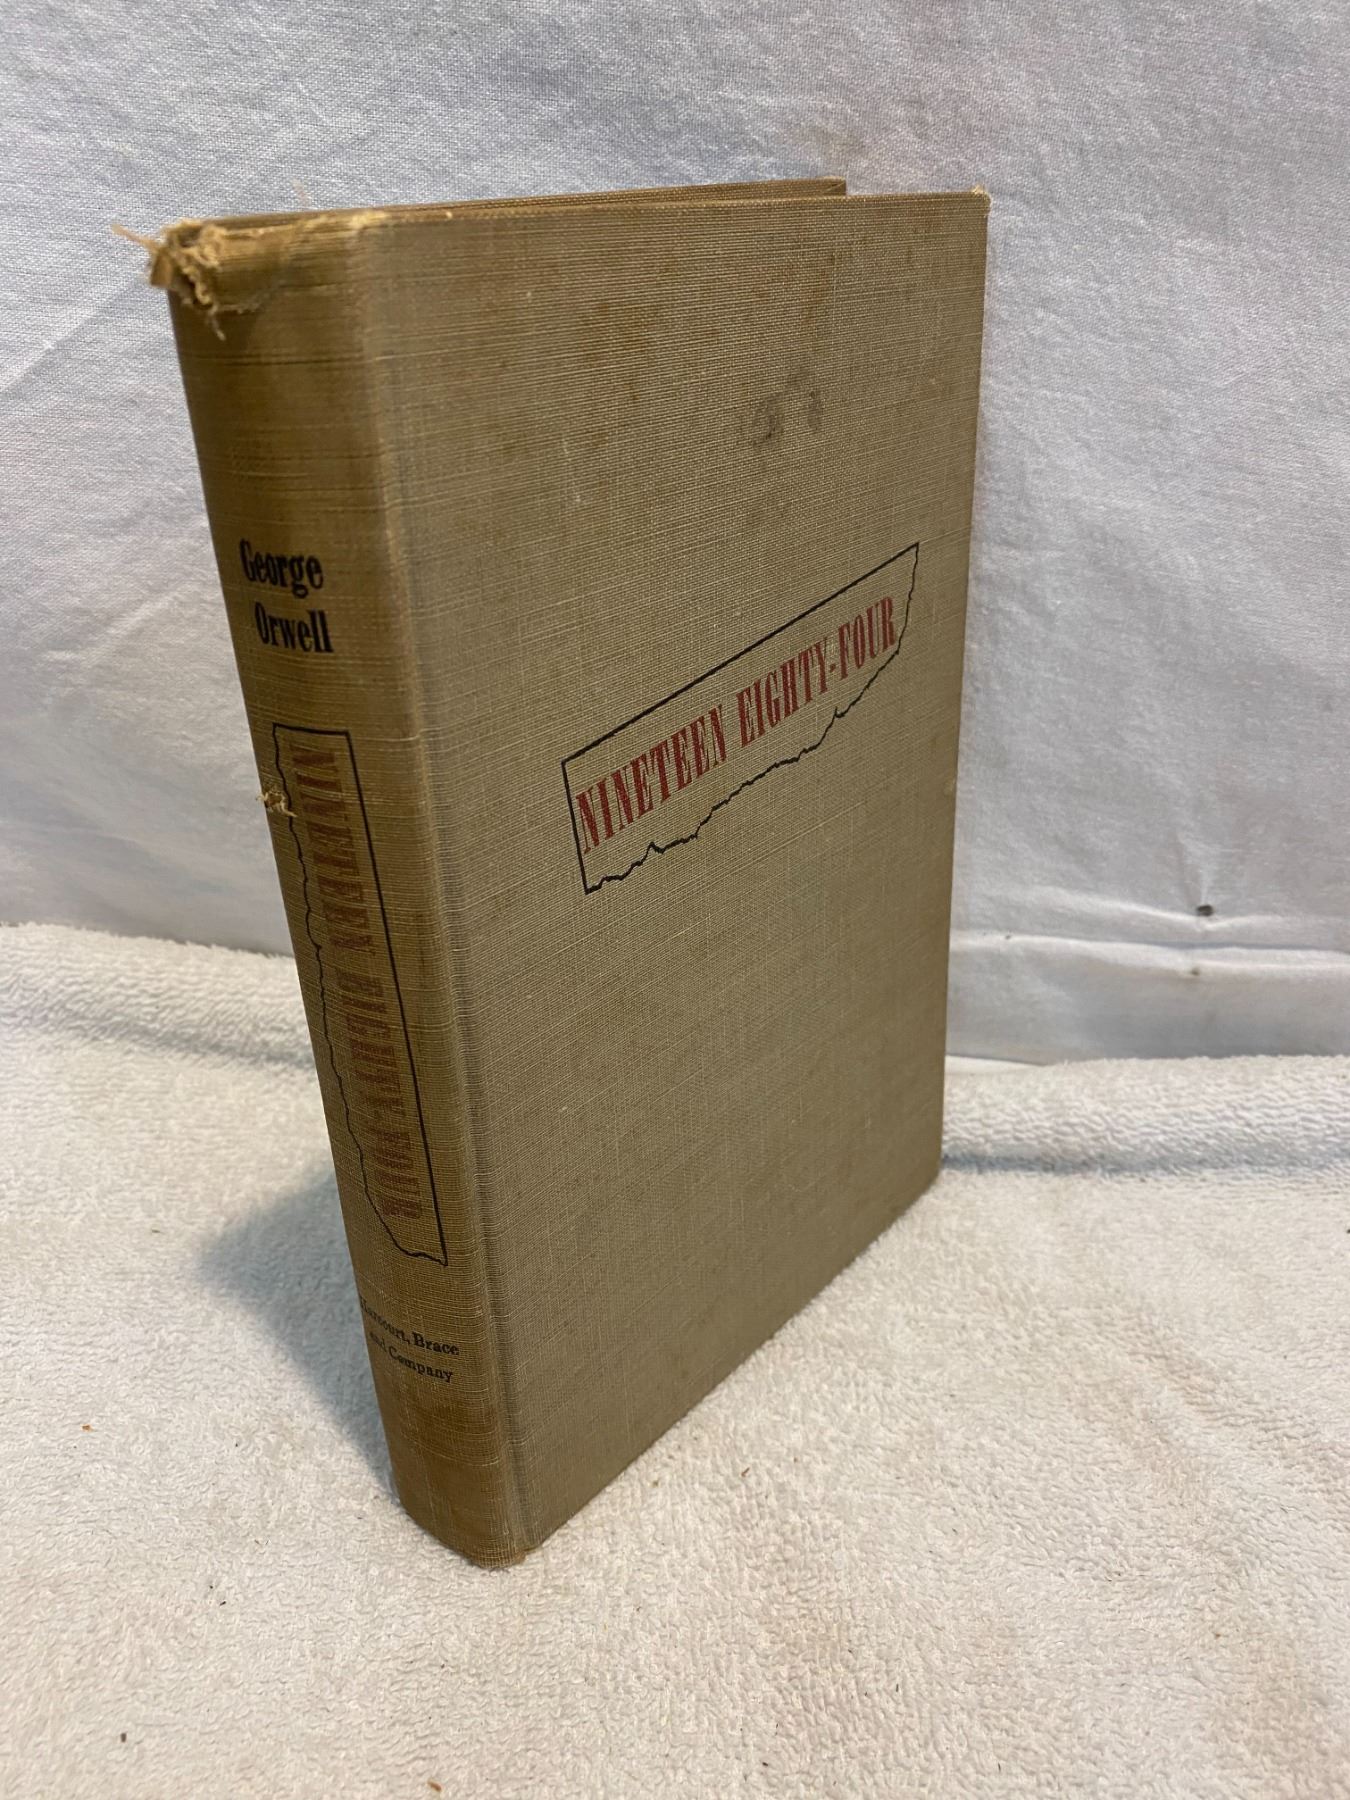 George
Orwell
NINETEEN EIGHTY-FOUR
Harcourt, Brace
and Company
NINETEEN EIGHTY-FOUR